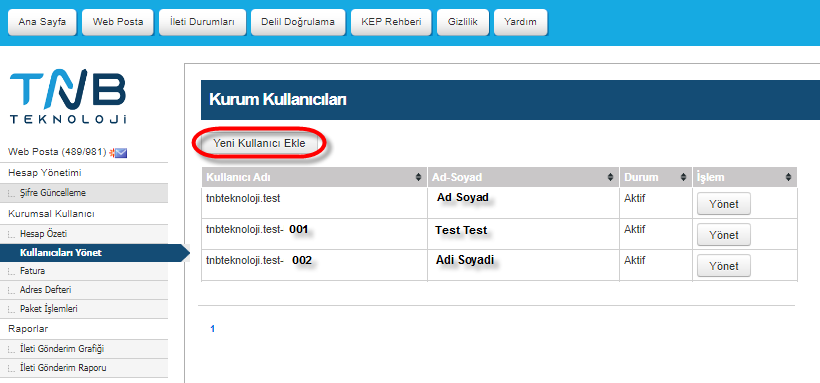 Ana Sayfa Web Posta İleti Durumları Delil Doğrulama KEP Rehberi Gizlilik Yardım
TNB
TEKNOLOJİ
Web Posta (489/981)
Hesap Yönetimi
Şifre Güncelleme
Kurumsal Kullanıcı
Hesap Özeti
Kullanıcıları Yönet
Fatura
Adres Defteri
Paket İşlemleri
Raporlar
İleti Gönderim Grafiği
İleti Gönderim Raporu
Kurum Kullanıcıları
Yeni Kullanıcı Ekle
Kullanıcı Adı Ad-Soyad Durum İşlem
tnbteknoloji.test Ad Soyad Aktif Yönet
tnbteknoloji.test- 001 Test Test Aktif Yönet
tnbteknoloji.test- 002 Adi Soyadi Aktif Yönet
1